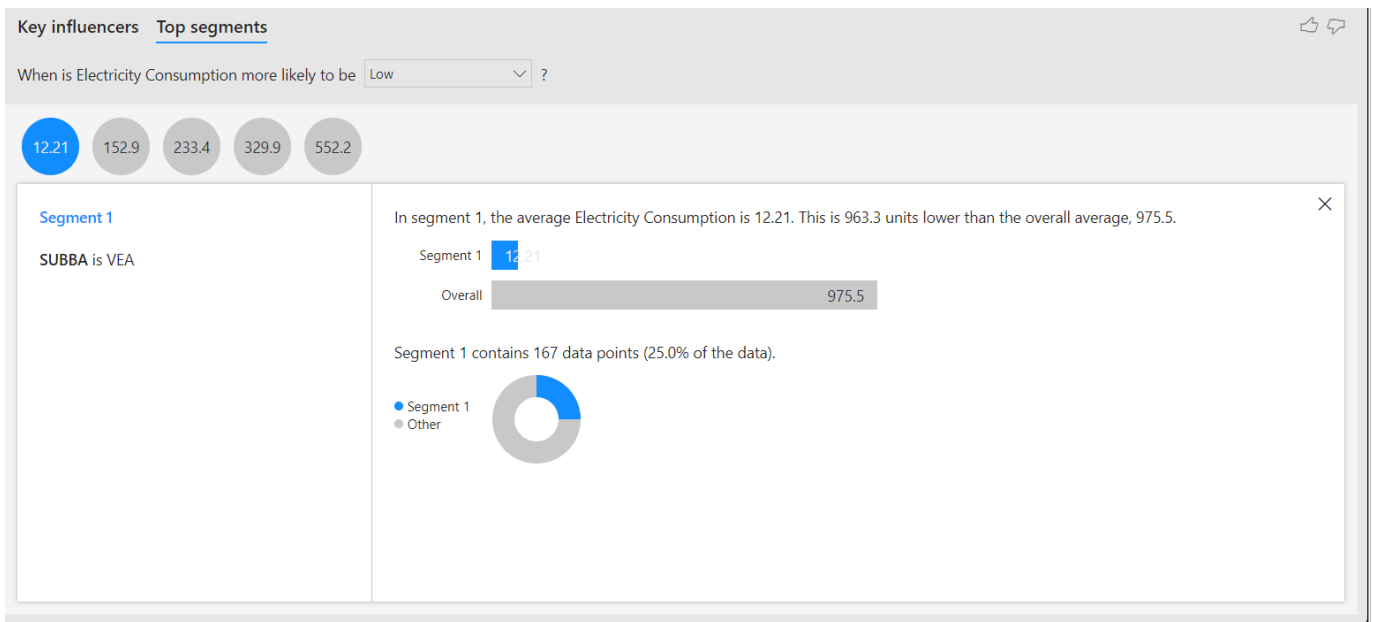 Key influencers Top segments
When is Electricity Consumption more likely to be Low ?
12.21 152.9 233.4 329.9 552.2
Segment 1
SUBBA is VEA
In segment 1, the average Electricity Consumption is 12.21. This is 963.3 units lower than the overall average, 975.5.
Segment 1 12.21
Overall 975.5
Segment 1 contains 167 data points (25.0% of the data).
Segment 1
Other